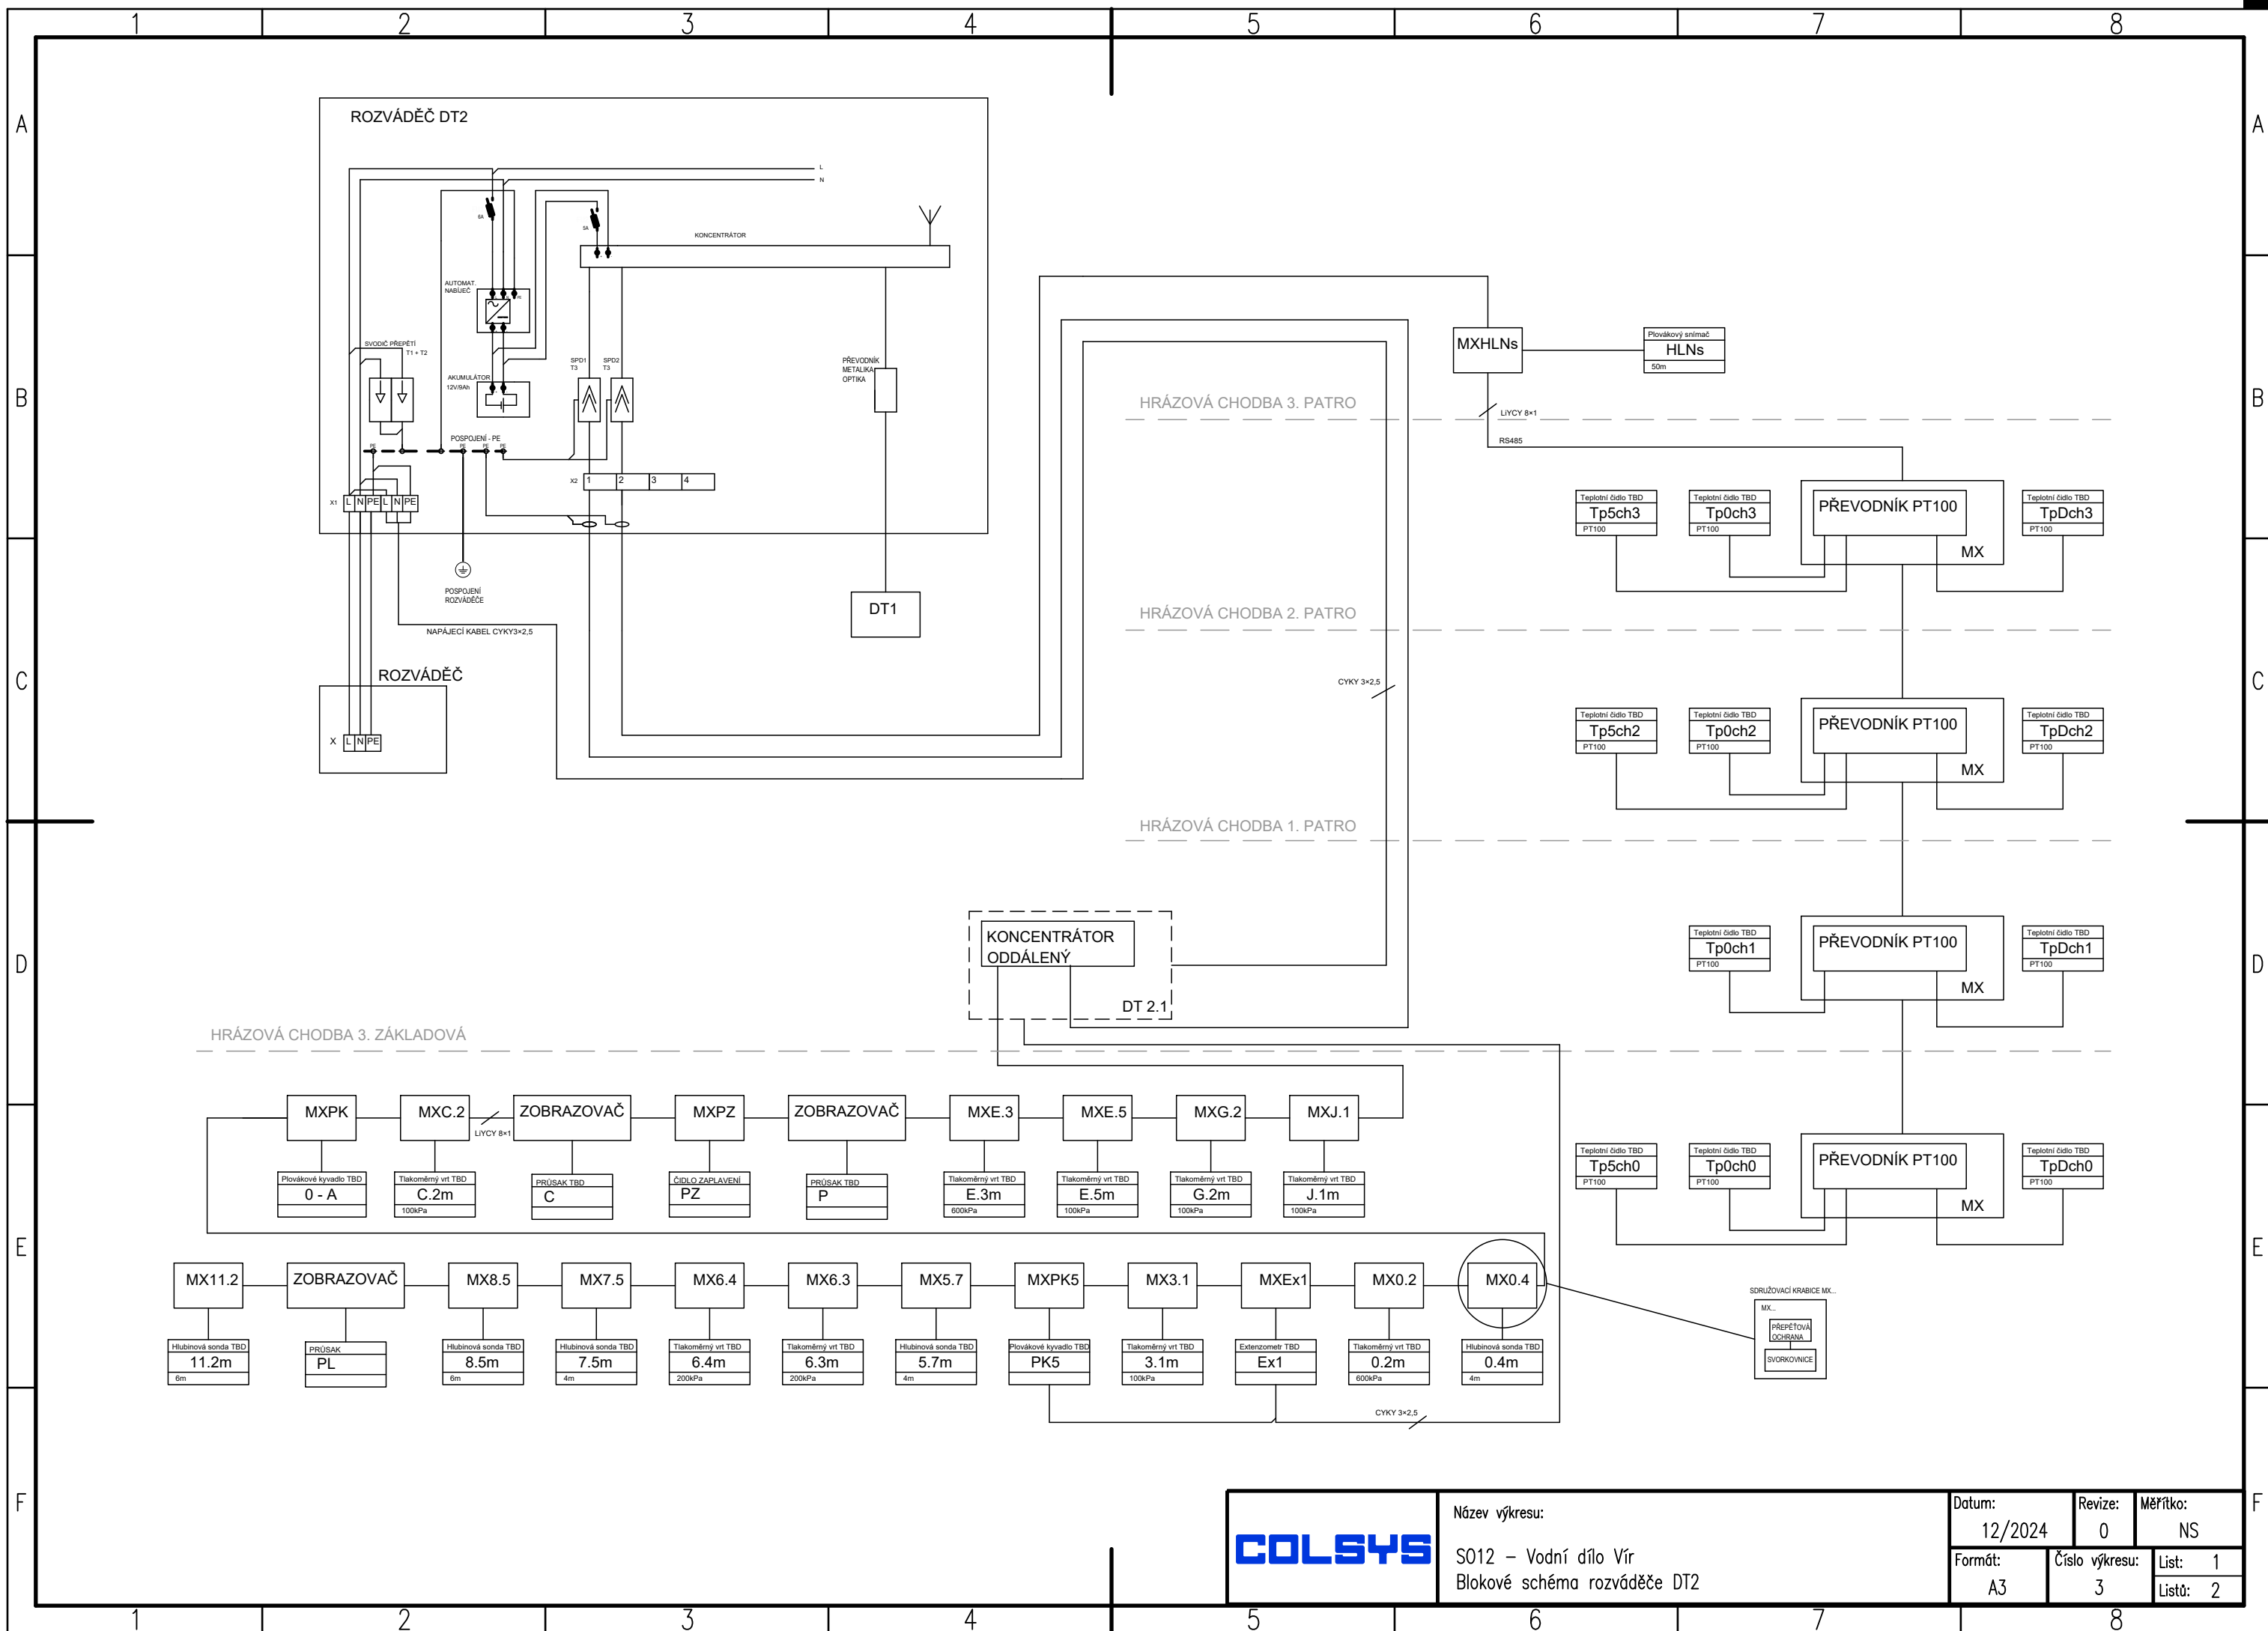 1 2 3 4 5 6 7 8
A A
B B
C C
D D
E E
F F
ROZVÁDĚČ DT2
L
N
6A
5A
KONCENTRÁTOR
AUTOMAT.
NABÍJEČ
SVODIČ PŘEPĚTÍ
T1 + T2
AKUMULÁTOR
12V/9Ah
SPD1
T3
SPD2
T3
PŘEVODNÍK
METALIKA
OPTIKA
POSPOJENÍ - PE
PE PE PE PE
X1 L N PE L N PE
X2 1 2 3 4
POSPOJENÍ
ROZVÁDĚČE
DT1
NAPÁJECÍ KABEL CYKY3×2,5
ROZVÁDĚČ
X L N PE
MXHLNs
Plovákový snímač
HLNs
50m
HRÁZOVÁ CHODBA 3. PATRO
LiYCY 8×1
RS485
Teplotní čidlo TBD
Tp5ch3
PT100
Teplotní čidlo TBD
Tp0ch3
PT100
PŘEVODNÍK PT100
MX
Teplotní čidlo TBD
TpDch3
PT100
HRÁZOVÁ CHODBA 2. PATRO
CYKY 3×2,5
Teplotní čidlo TBD
Tp5ch2
PT100
Teplotní čidlo TBD
Tp0ch2
PT100
PŘEVODNÍK PT100
MX
Teplotní čidlo TBD
TpDch2
PT100
HRÁZOVÁ CHODBA 1. PATRO
KONCENTRÁTOR
ODDÁLENÝ
DT 2.1
Teplotní čidlo TBD
Tp0ch1
PT100
PŘEVODNÍK PT100
MX
Teplotní čidlo TBD
TpDch1
PT100
HRÁZOVÁ CHODBA 3. ZÁKLADOVÁ
MXPK MXC.2 ZOBRAZOVAČ MXPZ ZOBRAZOVAČ MXE.3 MXE.5 MXG.2 MXJ.1
LiYCY 8×1
Plovákové kyvadlo TBD
0 - A
Tlakoměrný vrt TBD
C.2m
100kPa
PRŮSAK TBD
C
ČIDLO ZAPLAVENÍ
PZ
PRŮSAK TBD
P
Tlakoměrný vrt TBD
E.3m
600kPa
Tlakoměrný vrt TBD
E.5m
100kPa
Tlakoměrný vrt TBD
G.2m
100kPa
Tlakoměrný vrt TBD
J.1m
100kPa
Teplotní čidlo TBD
Tp5ch0
PT100
Teplotní čidlo TBD
Tp0ch0
PT100
PŘEVODNÍK PT100
MX
Teplotní čidlo TBD
TpDch0
PT100
MX11.2 ZOBRAZOVAČ MX8.5 MX7.5 MX6.4 MX6.3 MX5.7 MXPK5 MX3.1 MXEx1 MX0.2 MX0.4
Hlubinová sonda TBD
11.2m
6m
PRŮSAK
PL
Hlubinová sonda TBD
8.5m
6m
Hlubinová sonda TBD
7.5m
4m
Tlakoměrný vrt TBD
6.4m
200kPa
Tlakoměrný vrt TBD
6.3m
200kPa
Hlubinová sonda TBD
5.7m
4m
Plovákové kyvadlo TBD
PK5
Tlakoměrný vrt TBD
3.1m
100kPa
Extenzometr TBD
Ex1
Tlakoměrný vrt TBD
0.2m
600kPa
Hlubinová sonda TBD
0.4m
4m
CYKY 3×2,5
SDRUŽOVACÍ KRABICE MX...
MX...
PŘEPĚŤOVÁ
OCHRANA
SVORKOVNICE
COLSYS
Název výkresu:
SO12 – Vodní dílo Vír
Blokové schéma rozváděče DT2
Datum:
12/2024
Revize:
0
Měřítko:
NS
Formát:
A3
Číslo výkresu:
3
List: 1
Listů: 2
1 2 3 4 5 6 7 8